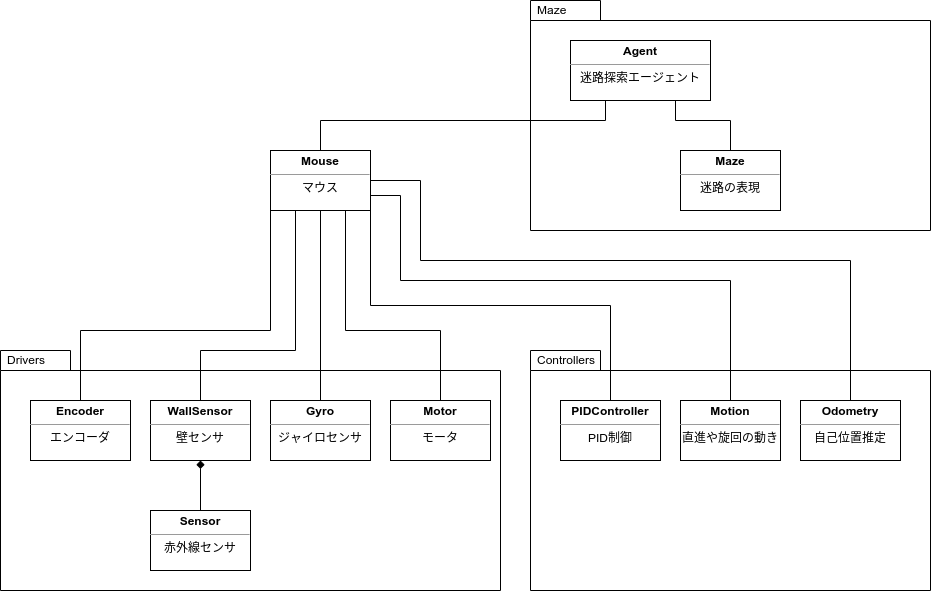 Maze
Agent
迷路探索エージェント
Mouse
マウス
Maze
迷路の表現
Drivers
Encoder
エンコーダ
WallSensor
壁センサ
Gyro
ジャイロセンサ
Motor
モータ
Sensor
赤外線センサ
Controllers
PIDController
PID制御
Motion
直進や旋回の動き
Odometry
自己位置推定